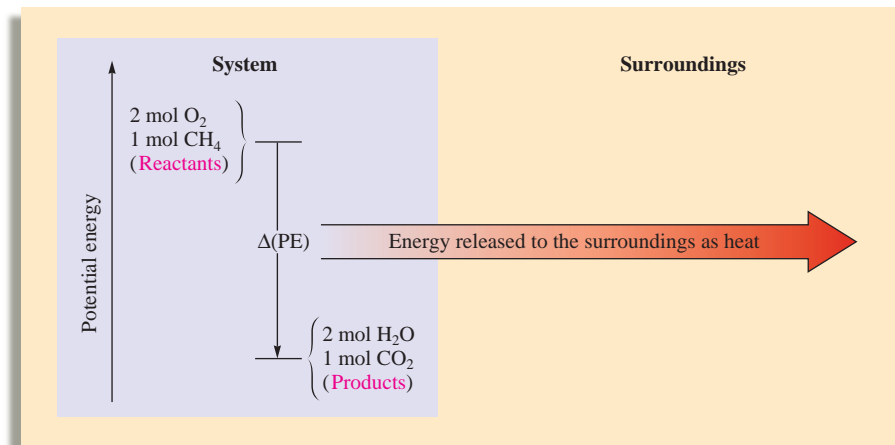 System
Surroundings
2 mol O₂
1 mol CH₄
(Reactants)
Potential energy
Δ(PE)
Energy released to the surroundings as heat
2 mol H₂O
1 mol CO₂
(Products)